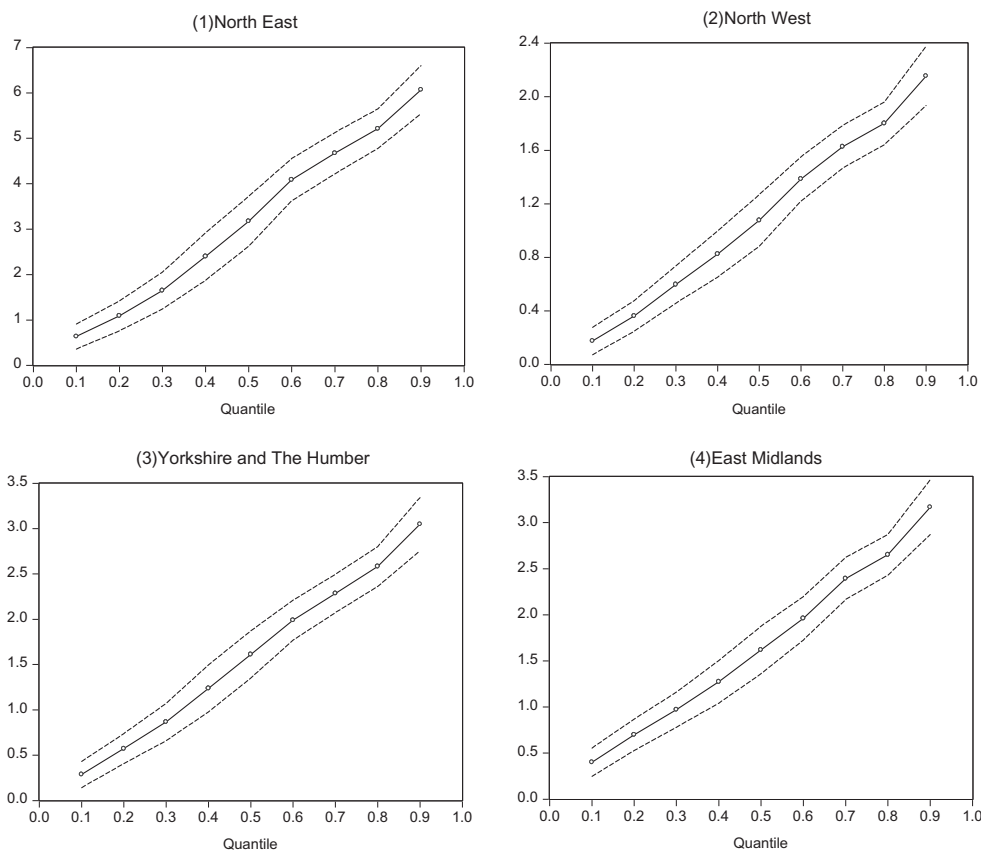 (1)North East
7
6
5
4
3
2
1
0
0.0 0.1 0.2 0.3 0.4 0.5 0.6 0.7 0.8 0.9 1.0
Quantile
(2)North West
2.4
2.0
1.6
1.2
0.8
0.4
0.0
0.0 0.1 0.2 0.3 0.4 0.5 0.6 0.7 0.8 0.9 1.0
Quantile
(3)Yorkshire and The Humber
3.5
3.0
2.5
2.0
1.5
1.0
0.5
0.0
0.0 0.1 0.2 0.3 0.4 0.5 0.6 0.7 0.8 0.9 1.0
Quantile
(4)East Midlands
3.5
3.0
2.5
2.0
1.5
1.0
0.5
0.0
0.0 0.1 0.2 0.3 0.4 0.5 0.6 0.7 0.8 0.9 1.0
Quantile